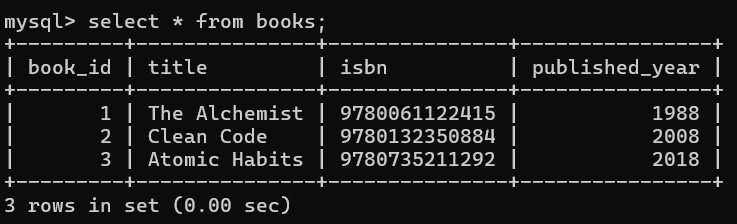 mysql> select * from books;
+---------+----------------+---------------+----------------+
| book_id | title          | isbn          | published_year |
+---------+----------------+---------------+----------------+
|       1 | The Alchemist | 9780061122415 |           1988 |
|       2 | Clean Code    | 9780132350884 |           2008 |
|       3 | Atomic Habits | 9780735211292 |           2018 |
+---------+----------------+---------------+----------------+
3 rows in set (0.00 sec)